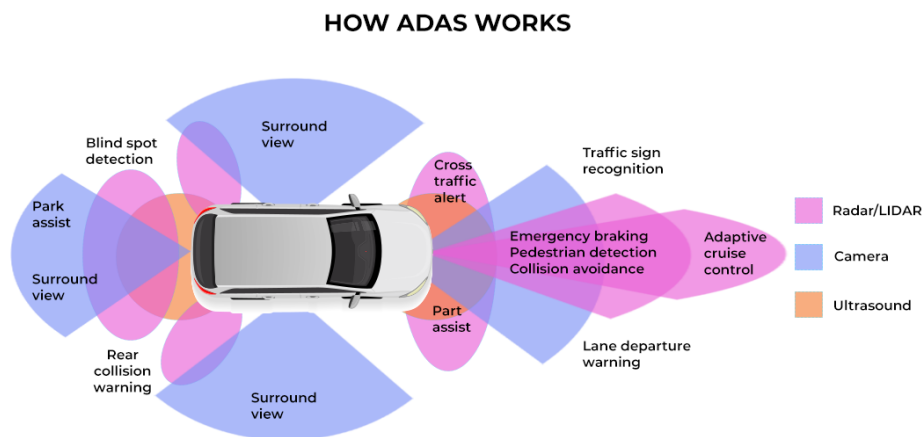 HOW ADAS WORKS
Surround
view
Blind spot
detection
Park
assist
Surround
view
Rear
collision
warning
Surround
view
Cross
traffic
alert
Part
assist
Traffic sign
recognition
Emergency braking
Pedestrian detection
Collision avoidance
Adaptive
cruise
control
Lane departure
warning
Radar/LIDAR
Camera
Ultrasound